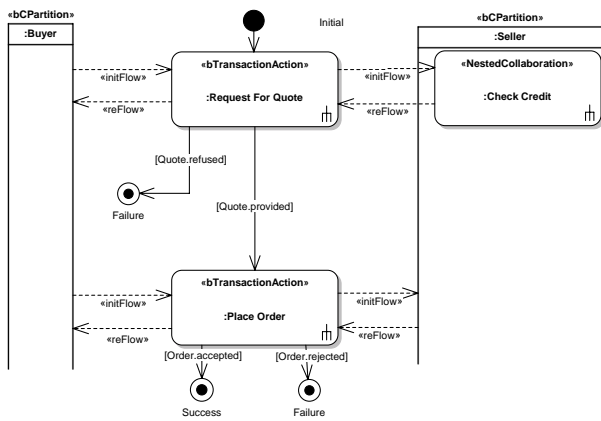 «bCPartition»
:Buyer
Initial
«bCPartition»
:Seller
«initFlow»
«reFlow»
«bTransactionAction»
:Request For Quote
«initFlow»
«reFlow»
«NestedCollaboration»
:Check Credit
[Quote.refused]
Failure
[Quote.provided]
«initFlow»
«reFlow»
«bTransactionAction»
:Place Order
«initFlow»
«reFlow»
[Order.accepted]
[Order.rejected]
Success
Failure